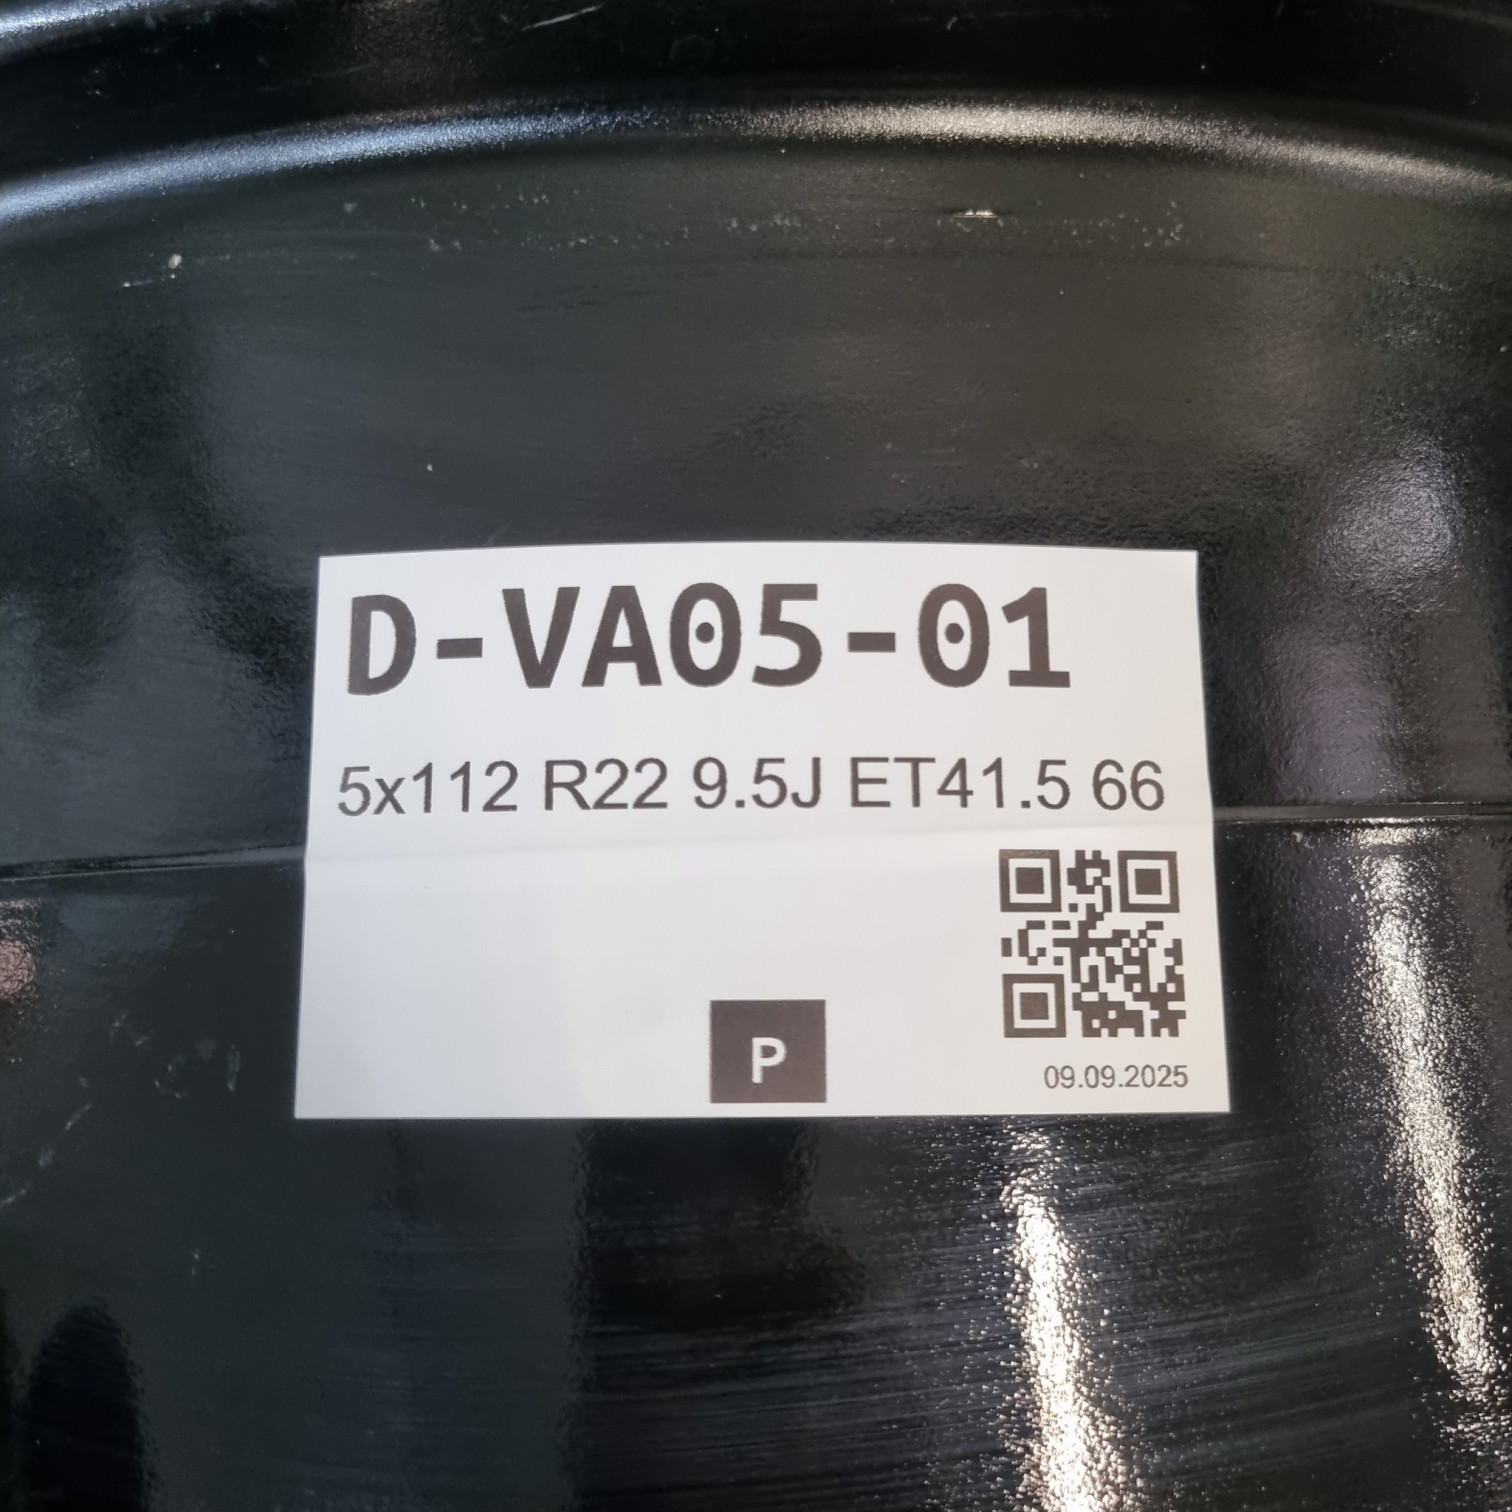 D-VA05-01
5x112 R22 9.5J ET41.5 66
P
09.09.2025